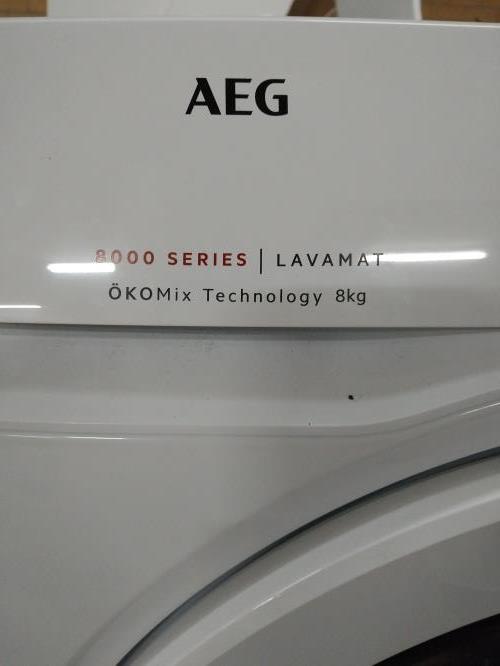 AEG
8000 SERIES | LAVAMAT
ÖKOMix Technology 8kg